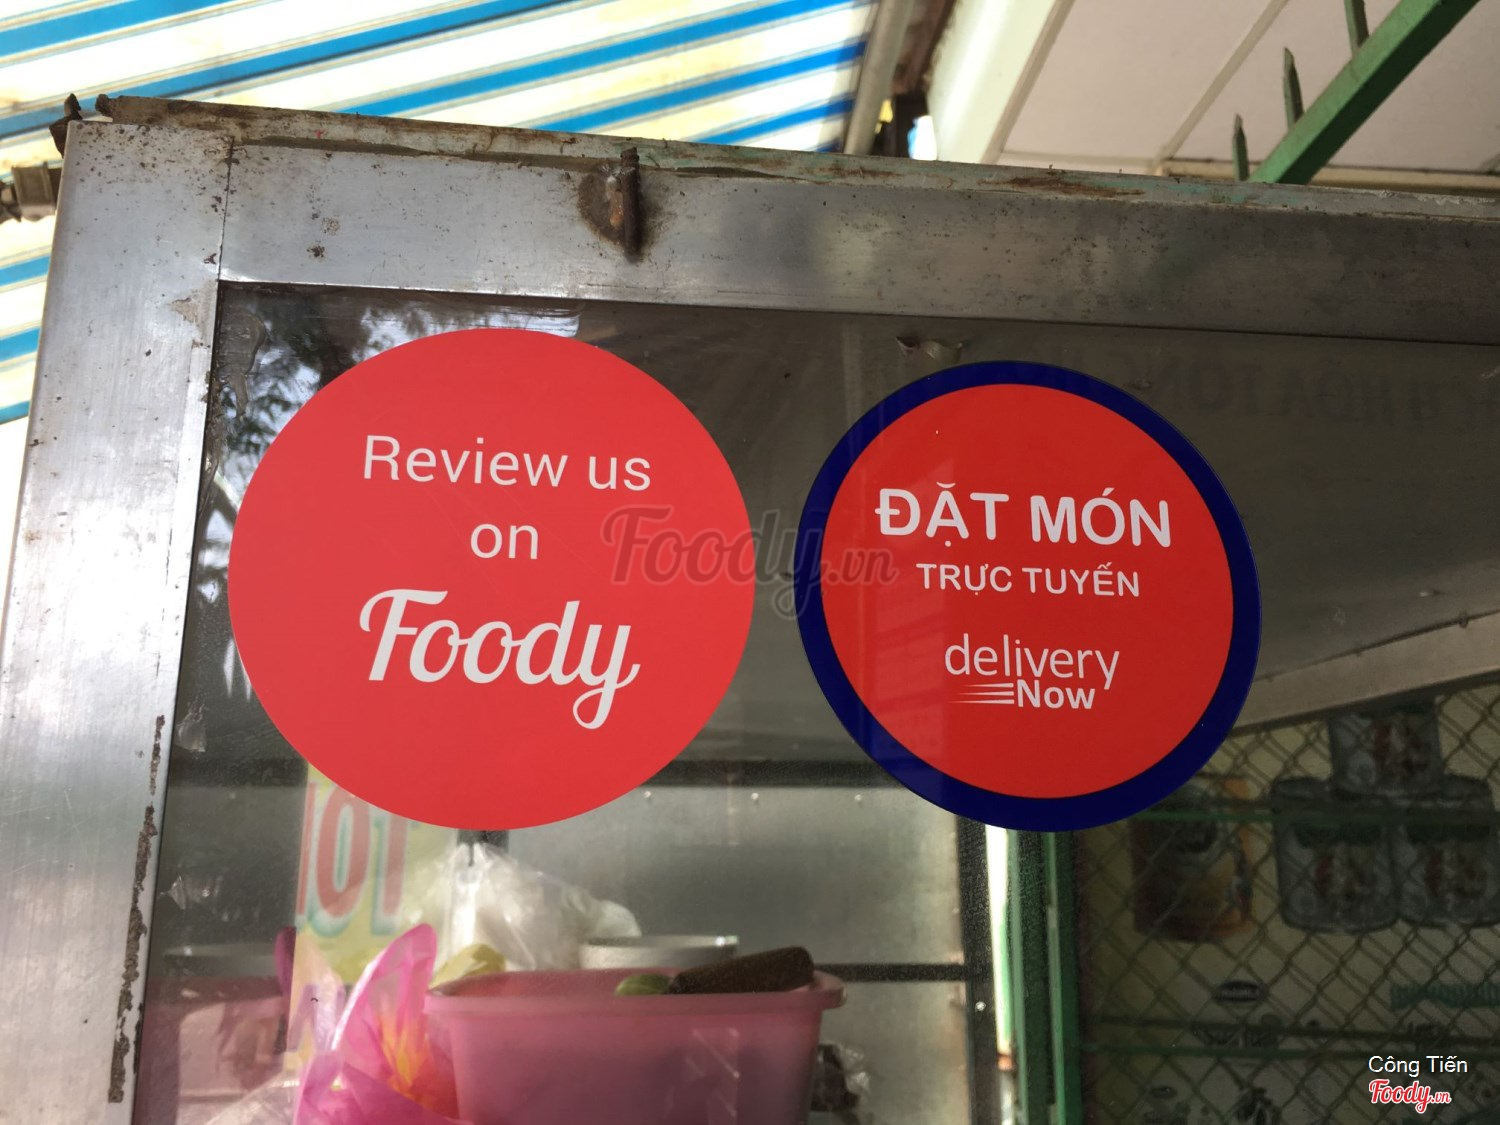 Review us
on
Foody
ĐẶT MÓN
TRỰC TUYẾN
delivery
Now
Foody.vn
Công Tiến
Foody.vn